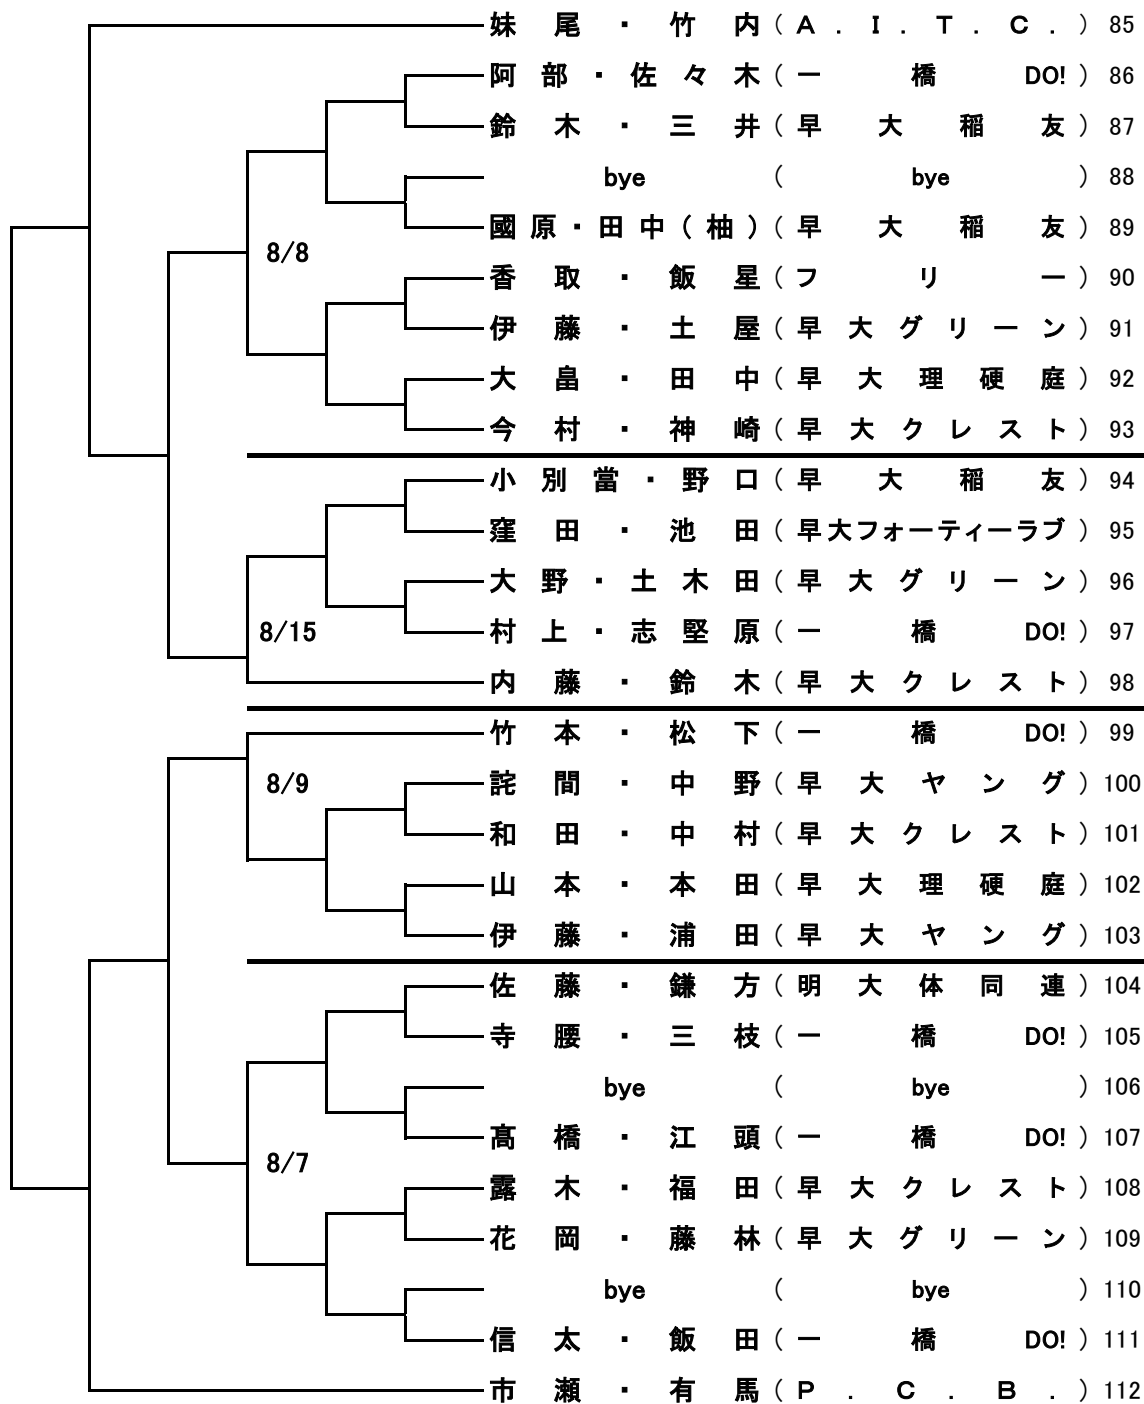 妹尾・竹内(A.I.T.C.) 85
阿部・佐々木(一橋DO!) 86
鈴木・三井(早大稲友) 87
bye(bye) 88
國原・田中(柚)(早大稲友) 89
8/8
香取・飯星(フリー) 90
伊藤・土屋(早大グリーン) 91
大畠・田中(早大理硬庭) 92
今村・神崎(早大クレスト) 93
小別當・野口(早大稲友) 94
窪田・池田(早大フォーティーラブ) 95
大野・土木田(早大グリーン) 96
8/15
村上・志堅原(一橋DO!) 97
内藤・鈴木(早大クレスト) 98
竹本・松下(一橋DO!) 99
8/9
詫間・中野(早大ヤング) 100
和田・中村(早大クレスト) 101
山本・本田(早大理硬庭) 102
伊藤・浦田(早大ヤング) 103
佐藤・鎌方(明大体同連) 104
寺腰・三枝(一橋DO!) 105
bye(bye) 106
髙橋・江頭(一橋DO!) 107
8/7
露木・福田(早大クレスト) 108
花岡・藤林(早大グリーン) 109
bye(bye) 110
信太・飯田(一橋DO!) 111
市瀬・有馬(P.C.B.) 112